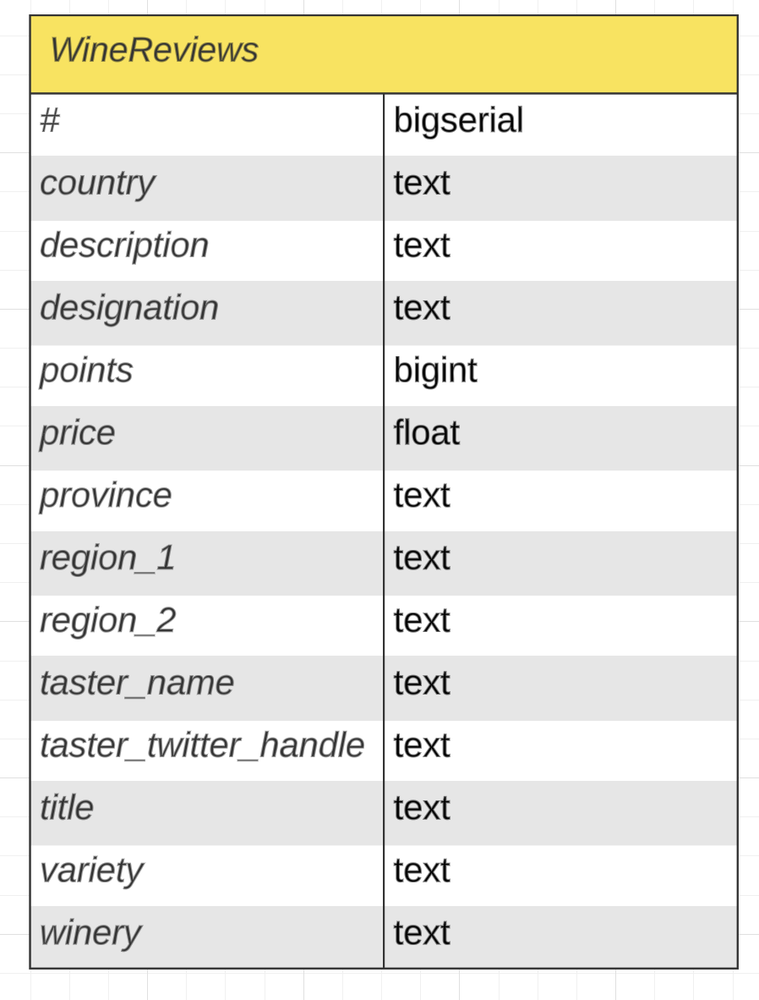 WineReviews
# bigserial
country text
description text
designation text
points bigint
price float
province text
region_1 text
region_2 text
taster_name text
taster_twitter_handle text
title text
variety text
winery text